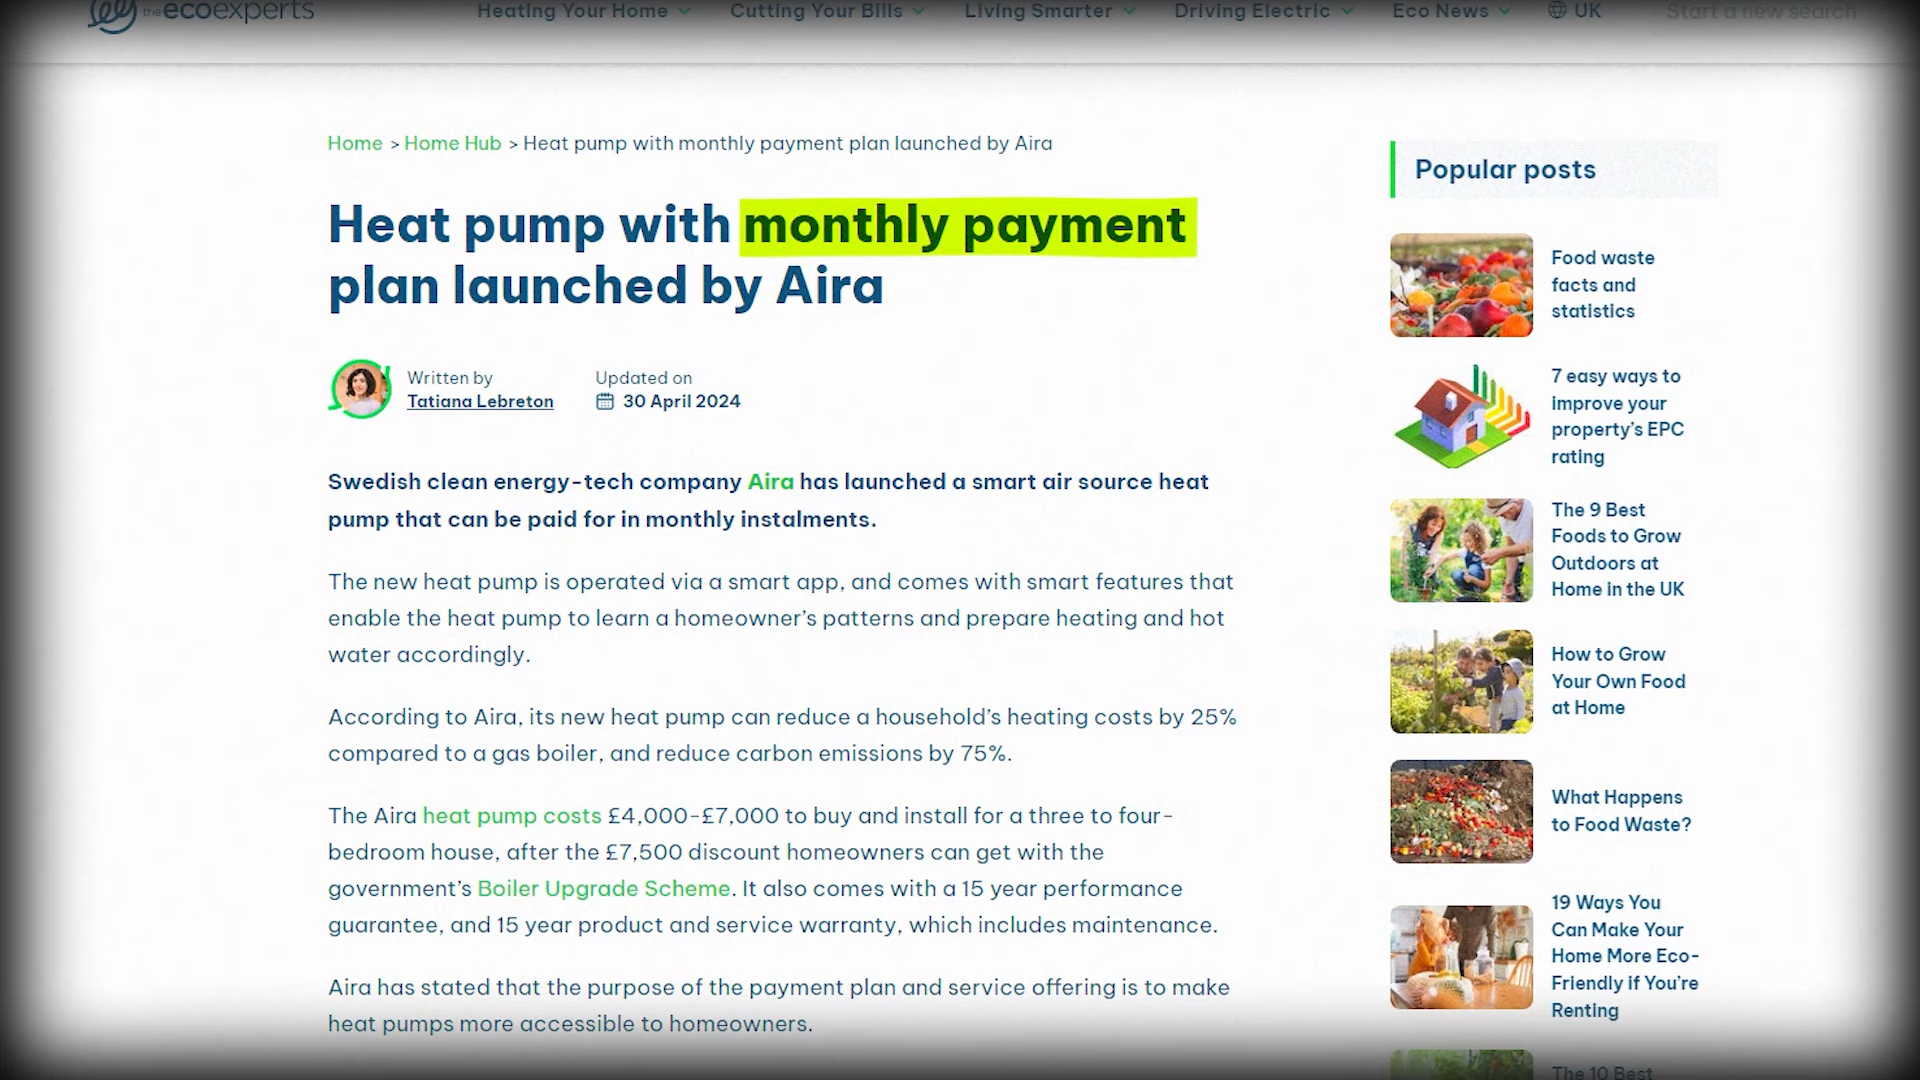 the ecoexperts
Heating Your Home
Cutting Your Bills
Living Smarter
Driving Electric
Eco News
UK
Start a new search
Home > Home Hub > Heat pump with monthly payment plan launched by Aira
Heat pump with monthly payment
plan launched by Aira
Written by
Tatiana Lebreton
Updated on
30 April 2024
Swedish clean energy-tech company Aira has launched a smart air source heat
pump that can be paid for in monthly instalments.
The new heat pump is operated via a smart app, and comes with smart features that
enable the heat pump to learn a homeowner’s patterns and prepare heating and hot
water accordingly.
According to Aira, its new heat pump can reduce a household’s heating costs by 25%
compared to a gas boiler, and reduce carbon emissions by 75%.
The Aira heat pump costs £4,000-£7,000 to buy and install for a three to four-
bedroom house, after the £7,500 discount homeowners can get with the
government’s Boiler Upgrade Scheme. It also comes with a 15 year performance
guarantee, and 15 year product and service warranty, which includes maintenance.
Aira has stated that the purpose of the payment plan and service offering is to make
heat pumps more accessible to homeowners.
Popular posts
Food waste
facts and
statistics
7 easy ways to
improve your
property’s EPC
rating
The 9 Best
Foods to Grow
Outdoors at
Home in the UK
How to Grow
Your Own Food
at Home
What Happens
to Food Waste?
19 Ways You
Can Make Your
Home More Eco-
Friendly if You’re
Renting
The 10 Best